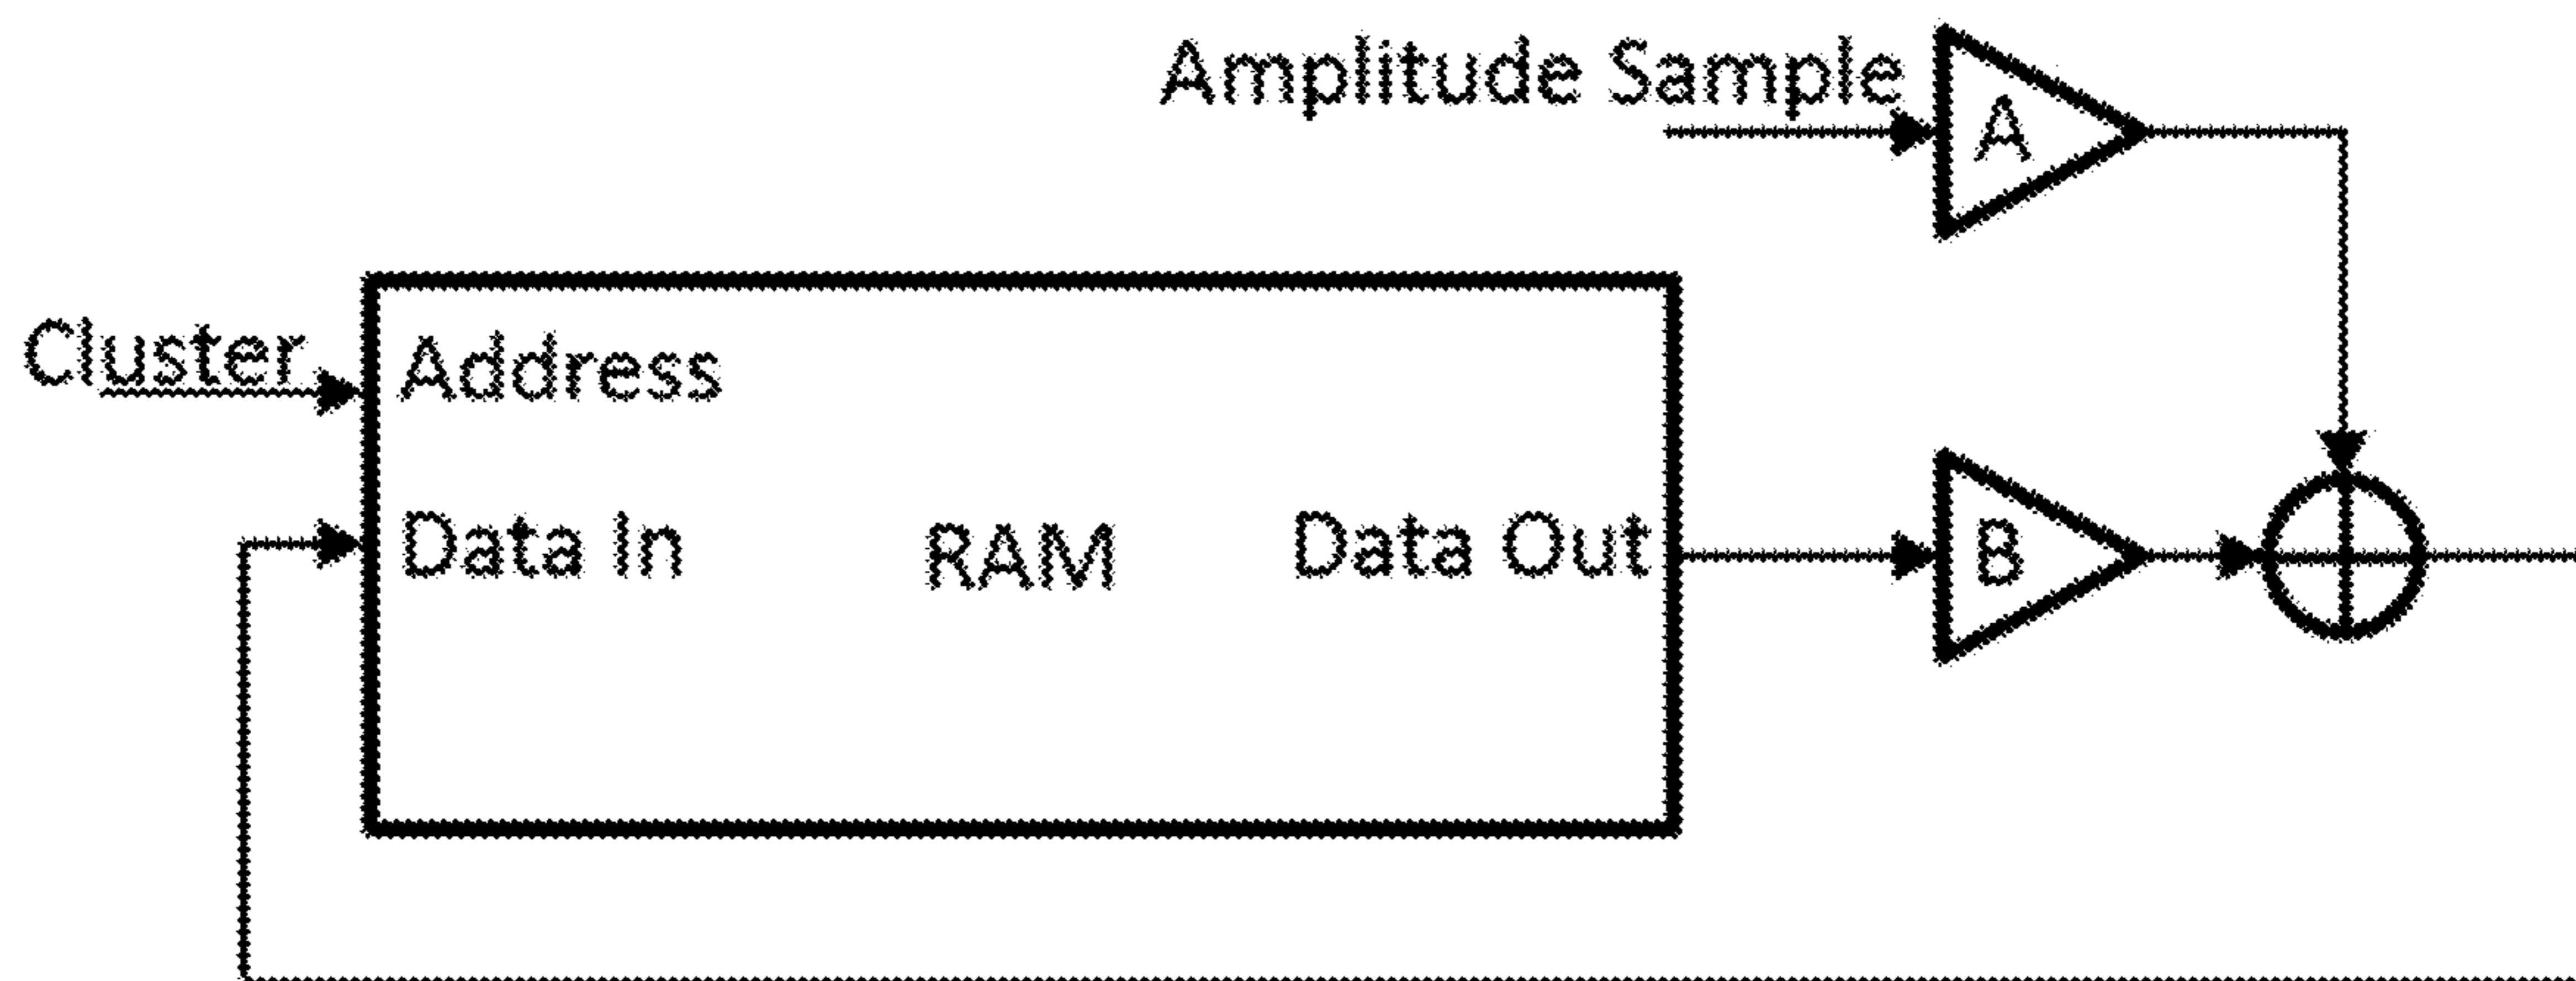 Amplitude Sample
A
Cluster
Address
Data In
RAM
Data Out
B